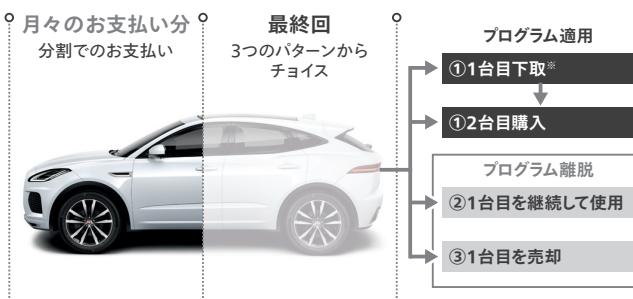 月々のお支払い分
分割でのお支払い
最終回
3つのパターンから
チョイス
プログラム適用
①1台目下取※
①2台目購入
プログラム離脱
②1台目を継続して使用
③1台目を売却